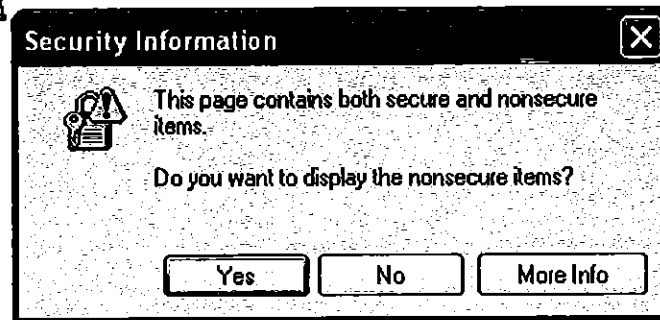 Security Information
This page contains both secure and nonsecure
items.
Do you want to display the nonsecure items?
Yes No More Info